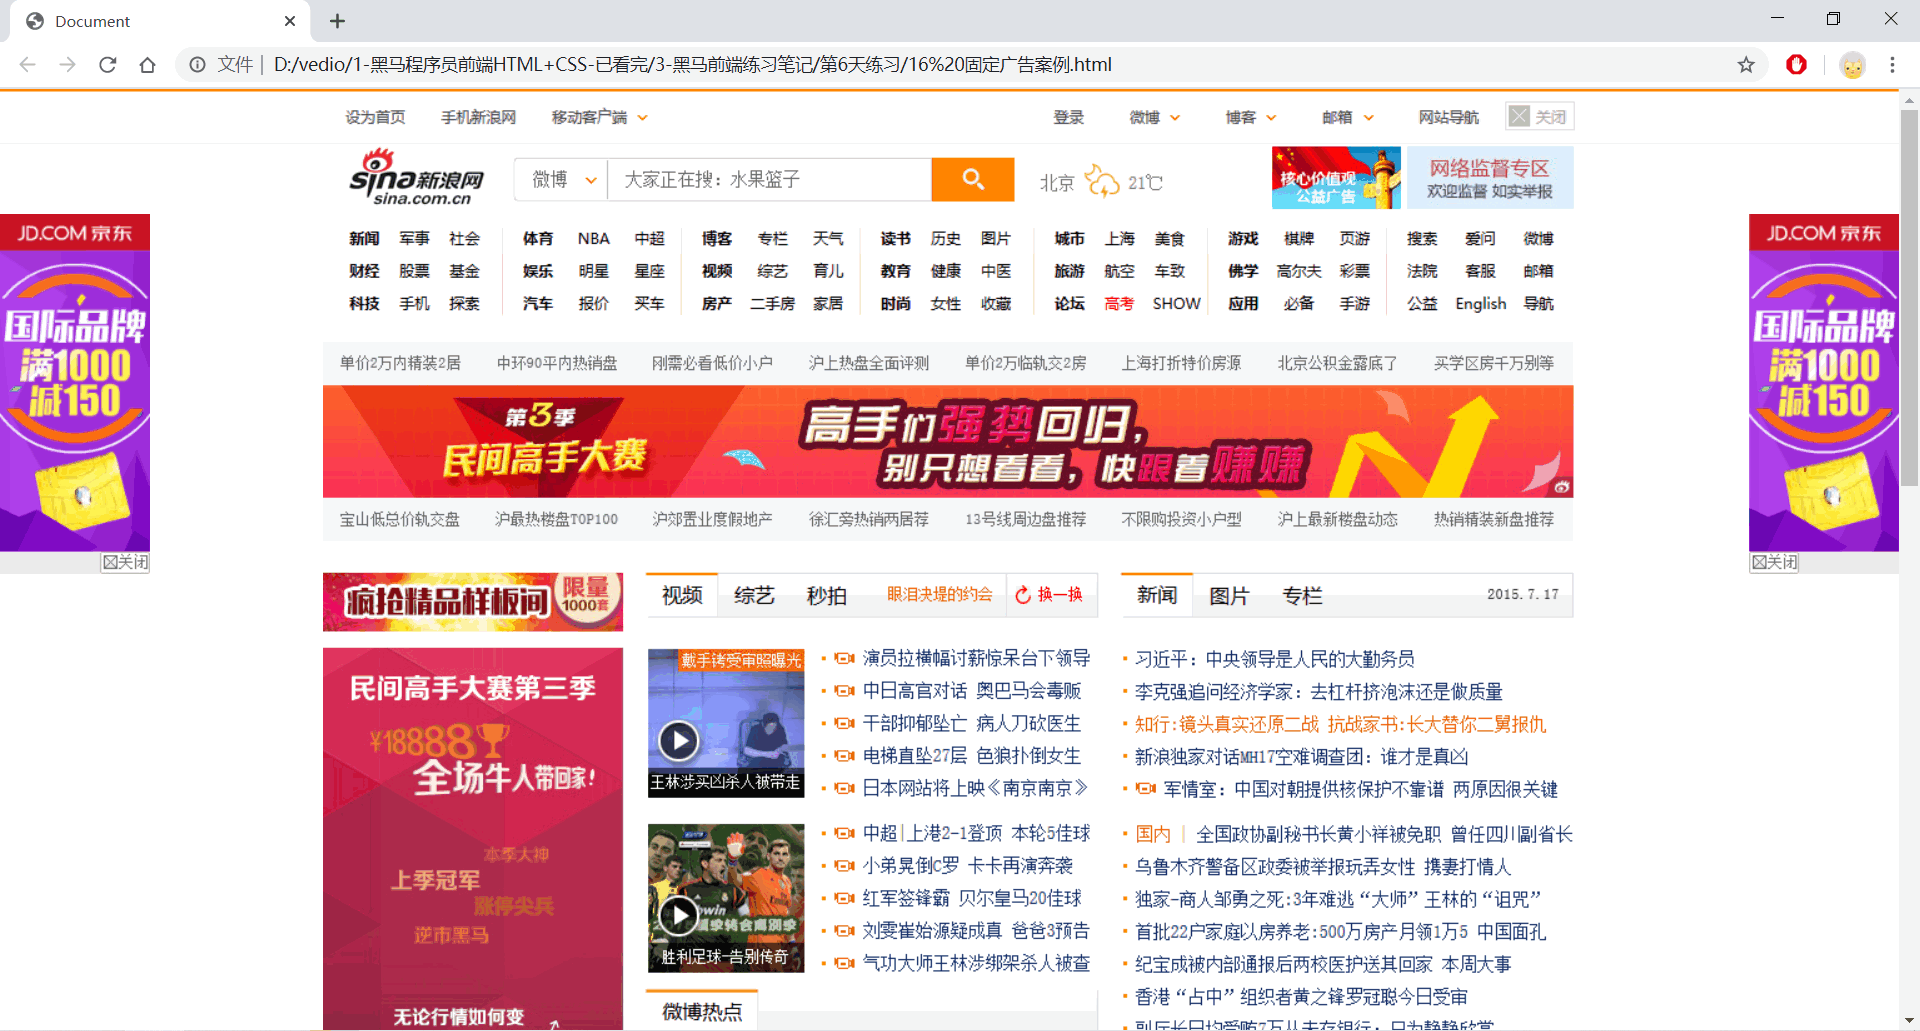 Document
文件 | D:/vedio/1-黑马程序员前端HTML+CSS-已看完/3-黑马前端练习笔记/第6天练习/16%20固定广告案例.html
设为首页 手机新浪网 移动客户端 登录 微博 博客 邮箱 网站导航 关闭
sina新浪网
sina.com.cn
微博 大家正在搜：水果篮子
北京 21℃
核心价值观
公益广告
网络监督专区
欢迎监督 如实举报
新闻 军事 社会 体育 NBA 中超 博客 专栏 天气 读书 历史 图片 城市 上海 美食 游戏 棋牌 页游 搜索 爱问 微博
财经 股票 基金 娱乐 明星 星座 视频 综艺 育儿 教育 健康 中医 旅游 航空 车致 佛学 高尔夫 彩票 法院 客服 邮箱
科技 手机 探索 汽车 报价 买车 房产 二手房 家居 时尚 女性 收藏 论坛 高考 SHOW 应用 必备 手游 公益 English 导航
JD.COM 京东
国际品牌
满1000
减150
关闭
JD.COM 京东
国际品牌
满1000
减150
关闭
单价2万内精装2居 中环90平内热销盘 刚需必看低价小户 沪上热盘全面评测 单价2万临轨交2房 上海打折特价房源 北京公积金露底了 买学区房千万别等
第3季
民间高手大赛
高手们强势回归，
别只想看看，快跟着赚赚
宝山低总价轨交盘 沪最热楼盘TOP100 沪郊置业度假地产 徐汇旁热销两居荐 13号线周边盘推荐 不限购投资小户型 沪上最新楼盘动态 热销精装新盘推荐
疯抢精品样板间
限量
1000套
民间高手大赛第三季
¥18888
全场牛人带回家!
本季大神
上季冠军
涨停尖兵
逆市黑马
无论行情如何变
视频 综艺 秒拍 眼泪决堤的约会 换一换
戴手铐受审照曝光
王林涉买凶杀人被带走
演员拉横幅讨薪惊呆台下领导
中日高官对话 奥巴马会毒贩
干部抑郁坠亡 病人刀砍医生
电梯直坠27层 色狼扑倒女生
日本网站将上映《南京南京》
胜利足球-告别传奇
中超|上港2-1登顶 本轮5佳球
小弟晃倒C罗 卡卡再演奔袭
红军签锋霸 贝尔皇马20佳球
刘雯崔始源疑成真 爸爸3预告
气功大师王林涉绑架杀人被查
微博热点
新闻 图片 专栏 2015.7.17
习近平：中央领导是人民的大勤务员
李克强追问经济学家：去杠杆挤泡沫还是做质量
知行:镜头真实还原二战 抗战家书:长大替你二舅报仇
新浪独家对话MH17空难调查团：谁才是真凶
军情室：中国对朝提供核保护不靠谱 两原因很关键
国内 | 全国政协副秘书长黄小祥被免职 曾任四川副省长
乌鲁木齐警备区政委被举报玩弄女性 携妻打情人
独家-商人邹勇之死:3年难逃“大师”王林的“诅咒”
首批22户家庭以房养老:500万房产月领1万5 中国面孔
纪宝成被内部通报后两校医护送其回家 本周大事
香港“占中”组织者黄之锋罗冠聪今日受审